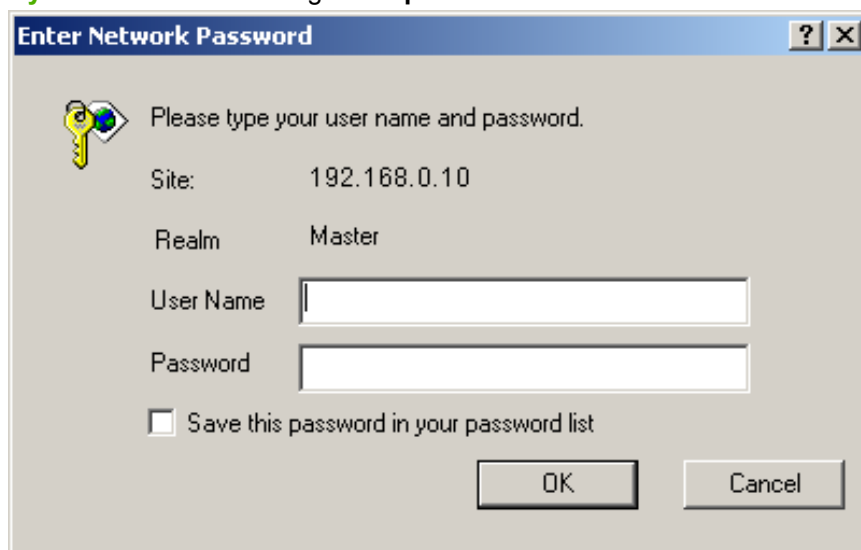 Enter Network Password
Please type your user name and password.
Site: 192.168.0.10
Realm Master
User Name
Password
Save this password in your password list
OK Cancel